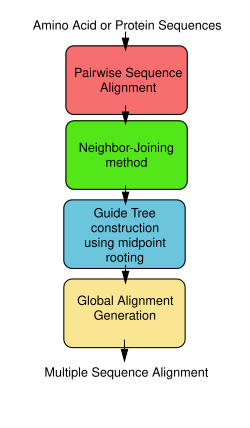 Amino Acid or Protein Sequences
Pairwise Sequence
Alignment
Neighbor-Joining
method
Guide Tree
construction
using midpoint
rooting
Global Alignment
Generation
Multiple Sequence Alignment